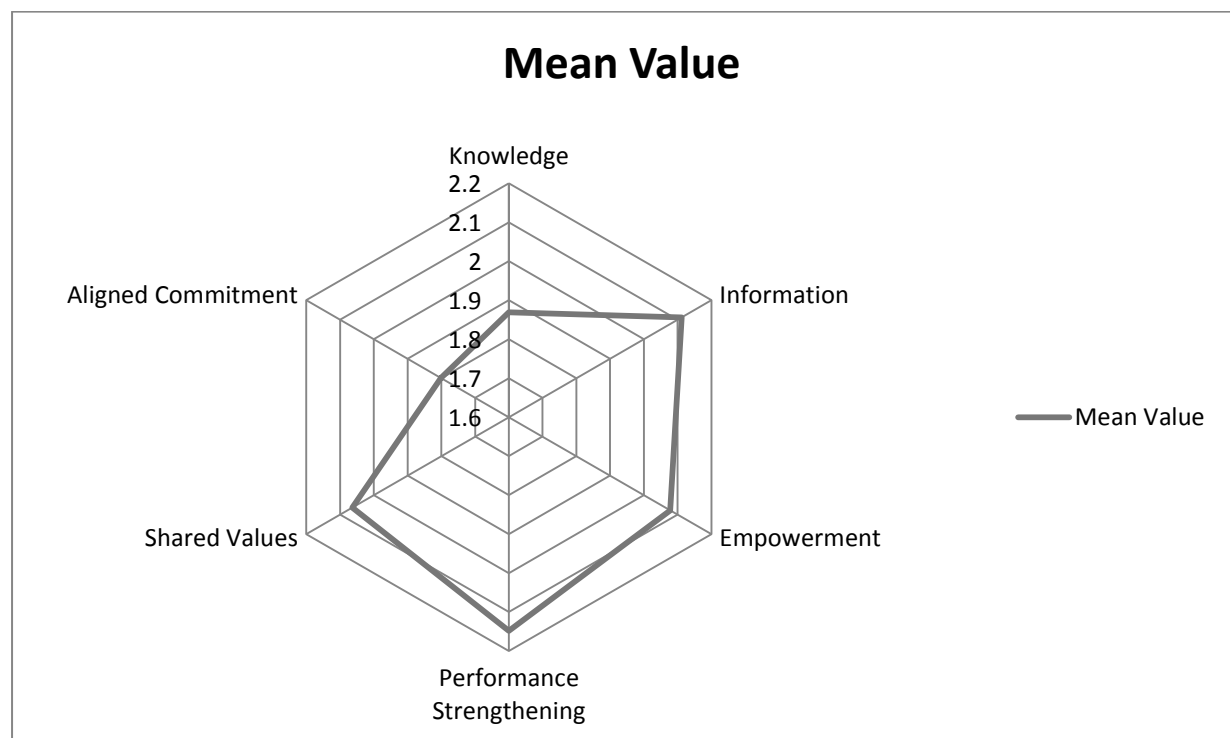 Mean Value
Knowledge
2.2
2.1
2
1.9
1.8
1.7
1.6
Aligned Commitment
Information
Mean Value
Shared Values
Empowerment
Performance
Strengthening